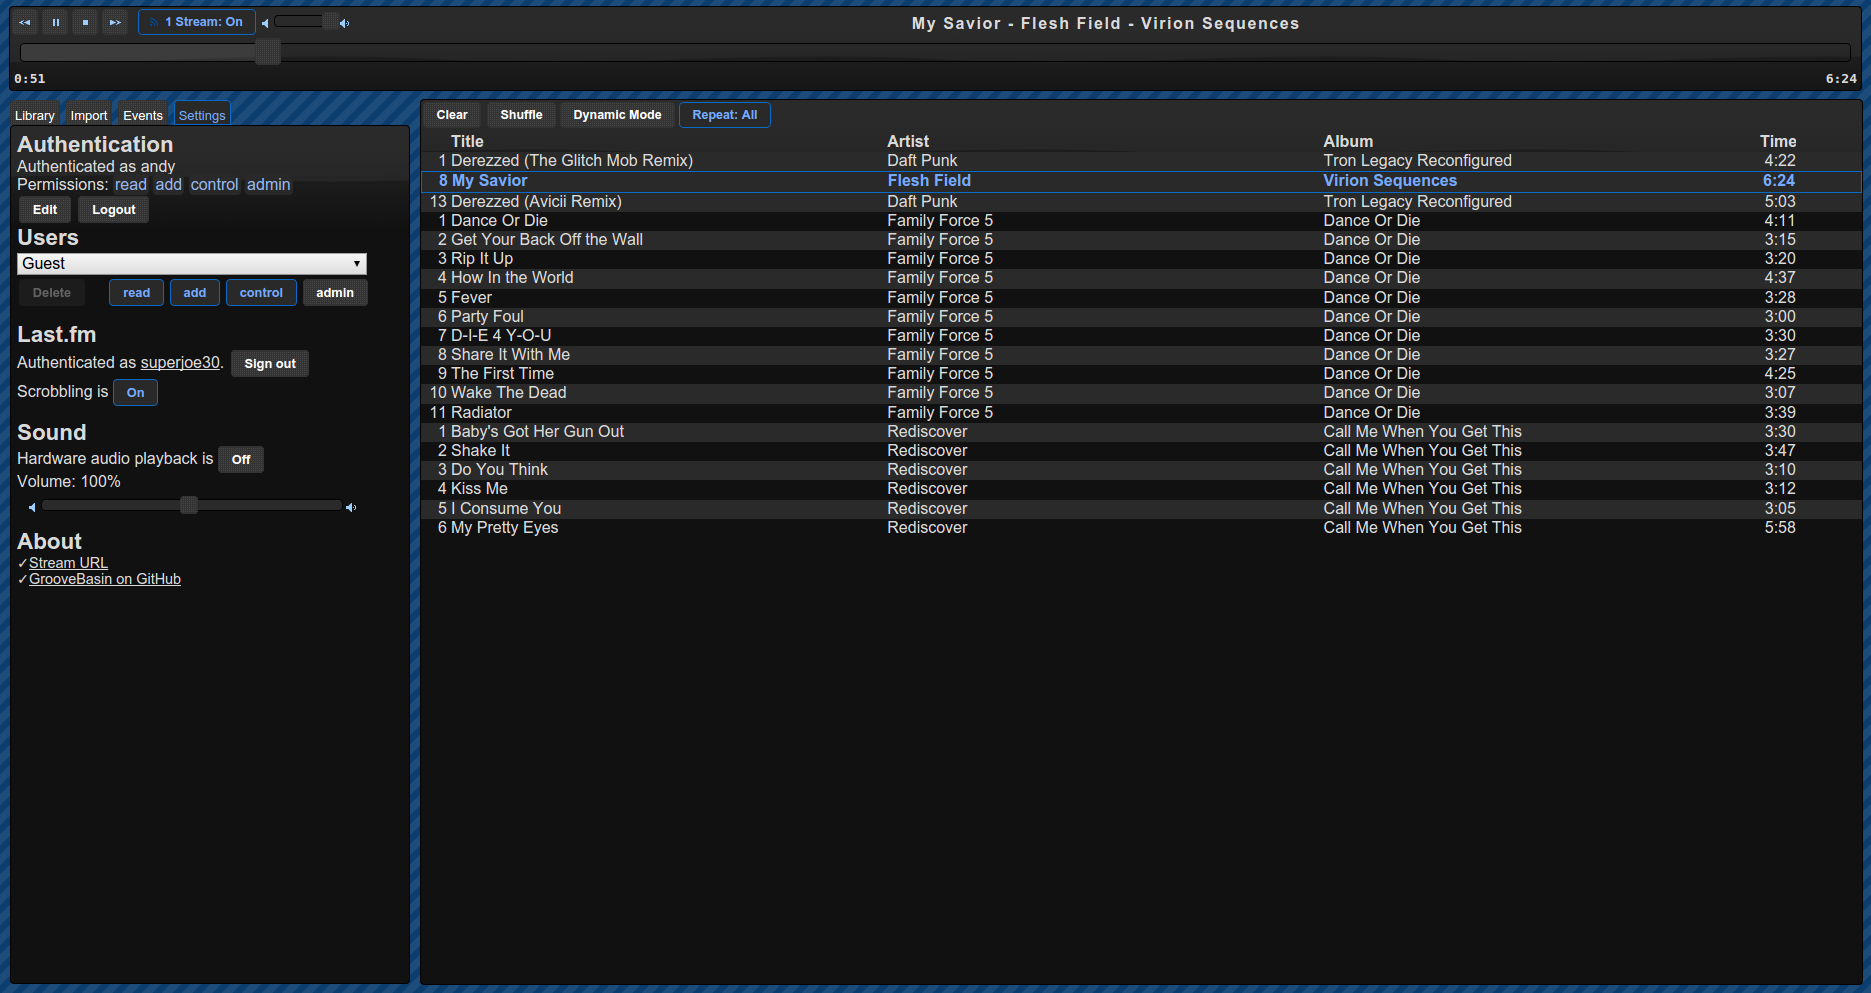 1 Stream: On
My Savior - Flesh Field - Virion Sequences
0:51 6:24
Library Import Events Settings
Authentication
Authenticated as andy
Permissions: read add control admin
Edit Logout
Users
Guest
Delete read add control admin
Last.fm
Authenticated as superjoe30. Sign out
Scrobbling is On
Sound
Hardware audio playback is Off
Volume: 100%
About
✓Stream URL
✓GrooveBasin on GitHub
Clear Shuffle Dynamic Mode Repeat: All
Title Artist Album Time
1 Derezzed (The Glitch Mob Remix) Daft Punk Tron Legacy Reconfigured 4:22
8 My Savior Flesh Field Virion Sequences 6:24
13 Derezzed (Avicii Remix) Daft Punk Tron Legacy Reconfigured 5:03
1 Dance Or Die Family Force 5 Dance Or Die 4:11
2 Get Your Back Off the Wall Family Force 5 Dance Or Die 3:15
3 Rip It Up Family Force 5 Dance Or Die 3:20
4 How In the World Family Force 5 Dance Or Die 4:37
5 Fever Family Force 5 Dance Or Die 3:28
6 Party Foul Family Force 5 Dance Or Die 3:00
7 D-I-E 4 Y-O-U Family Force 5 Dance Or Die 3:30
8 Share It With Me Family Force 5 Dance Or Die 3:27
9 The First Time Family Force 5 Dance Or Die 4:25
10 Wake The Dead Family Force 5 Dance Or Die 3:07
11 Radiator Family Force 5 Dance Or Die 3:39
1 Baby's Got Her Gun Out Rediscover Call Me When You Get This 3:30
2 Shake It Rediscover Call Me When You Get This 3:47
3 Do You Think Rediscover Call Me When You Get This 3:10
4 Kiss Me Rediscover Call Me When You Get This 3:12
5 I Consume You Rediscover Call Me When You Get This 3:05
6 My Pretty Eyes Rediscover Call Me When You Get This 5:58